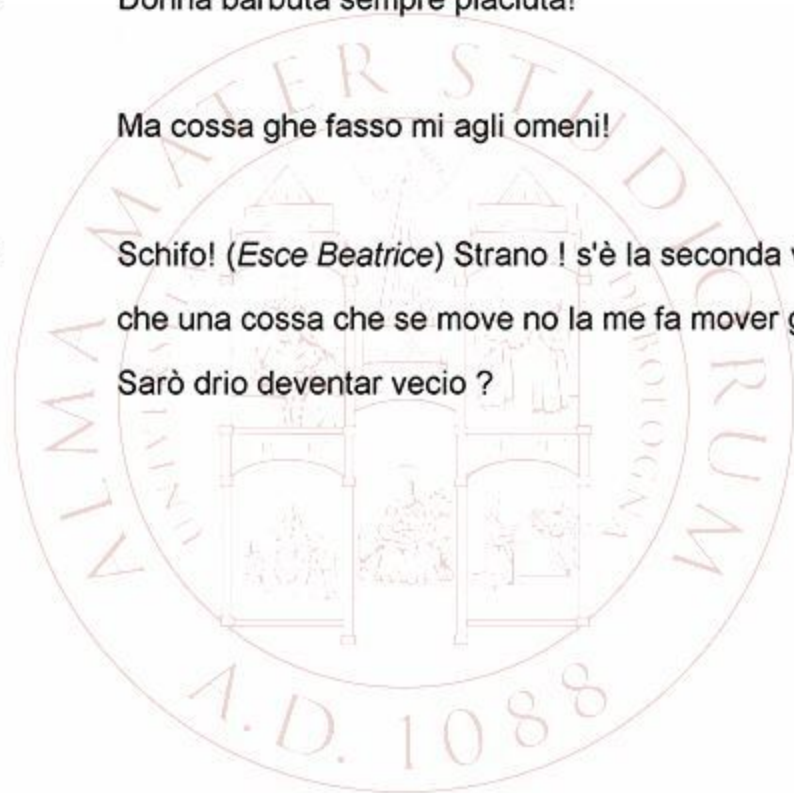 Donna barbuta sempre piaciuta!
Ma cossa ghe fasso mi agli omeni!
Schifo! (Esce Beatrice) Strano ! s'è la seconda
che una cossa che se move no la me fa mover
Sarò drio deventar vecio ?
ALMA MATER STUDIORUM
A.D. 1088